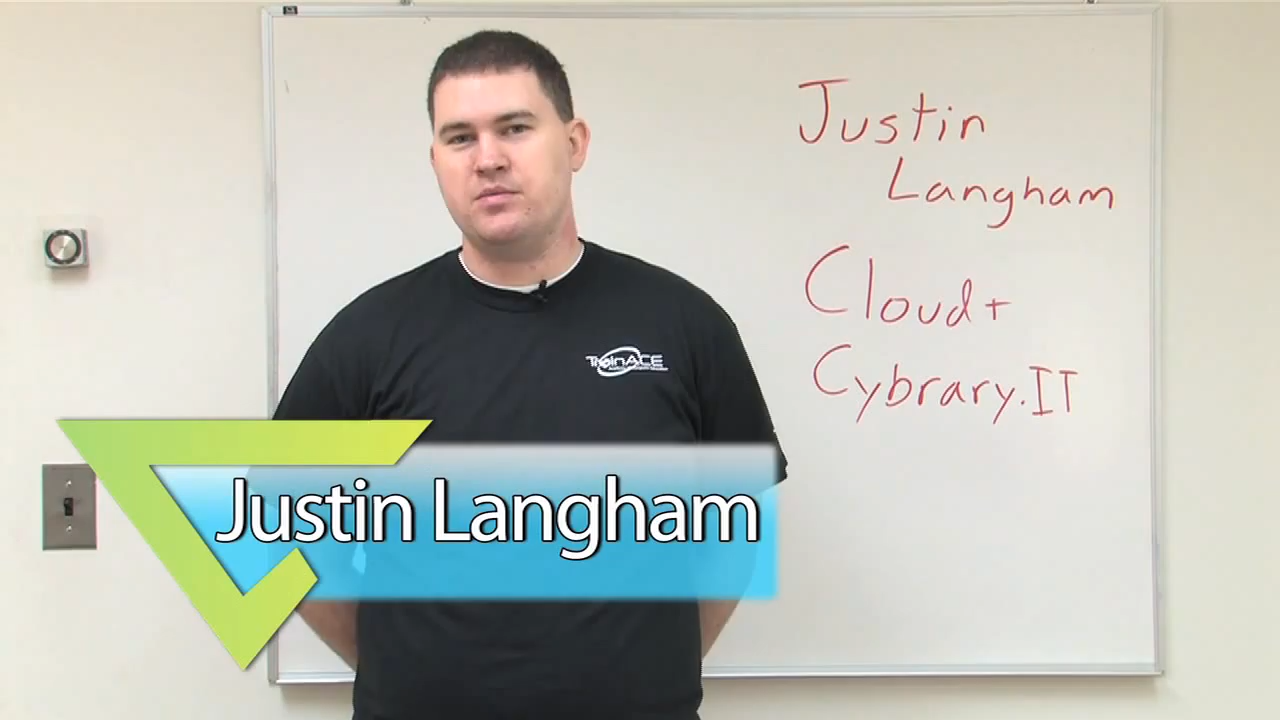 Justin
Langham
Cloud+
Cybrary.IT
TrainACE
Justin Langham